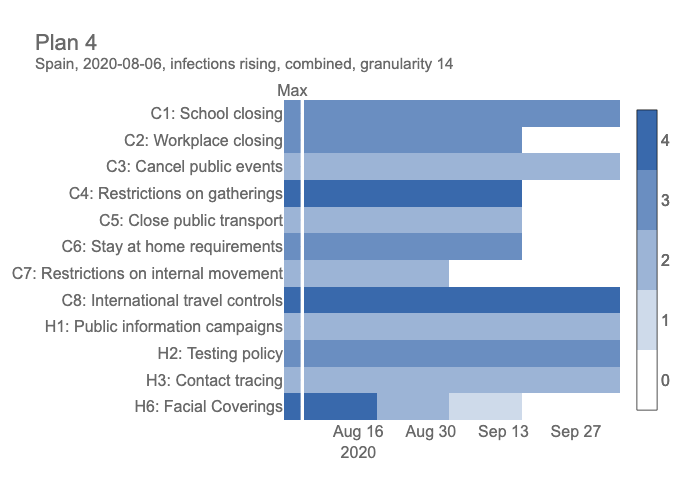 Plan 4
Spain, 2020-08-06, infections rising, combined, granularity 14
Max
C1: School closing
C2: Workplace closing
C3: Cancel public events
C4: Restrictions on gatherings
C5: Close public transport
C6: Stay at home requirements
C7: Restrictions on internal movement
C8: International travel controls
H1: Public information campaigns
H2: Testing policy
H3: Contact tracing
H6: Facial Coverings
Aug 16 Aug 30 Sep 13 Sep 27
2020
4
3
2
1
0